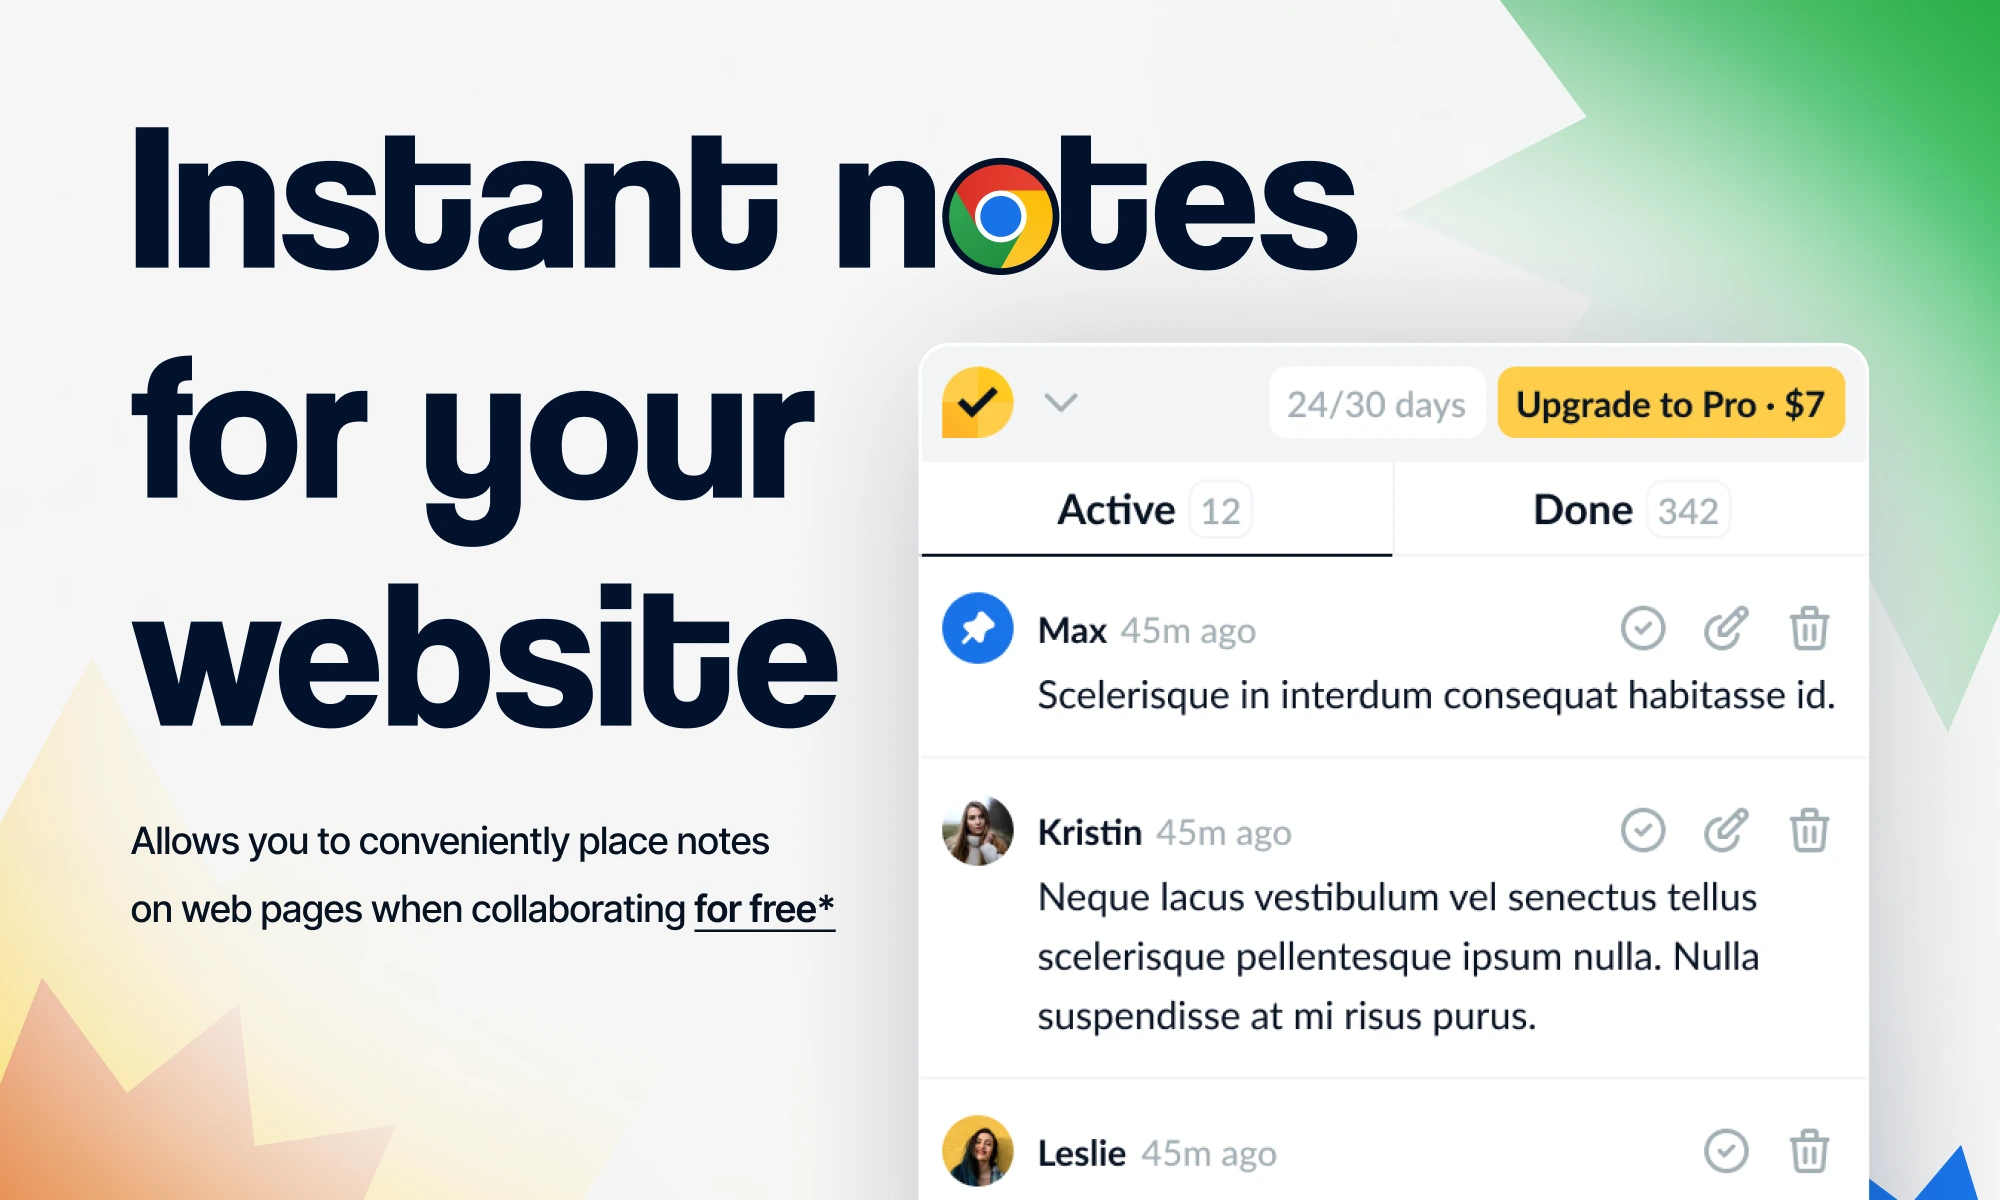 Instant notes
for your
website
Allows you to conveniently place notes
on web pages when collaborating for free*
24/30 days
Upgrade to Pro · $7
Active 12
Done 342
Max 45m ago
Scelerisque in interdum consequat habitasse id.
Kristin 45m ago
Neque lacus vestibulum vel senectus tellus
scelerisque pellentesque ipsum nulla. Nulla
suspendisse at mi risus purus.
Leslie 45m ago